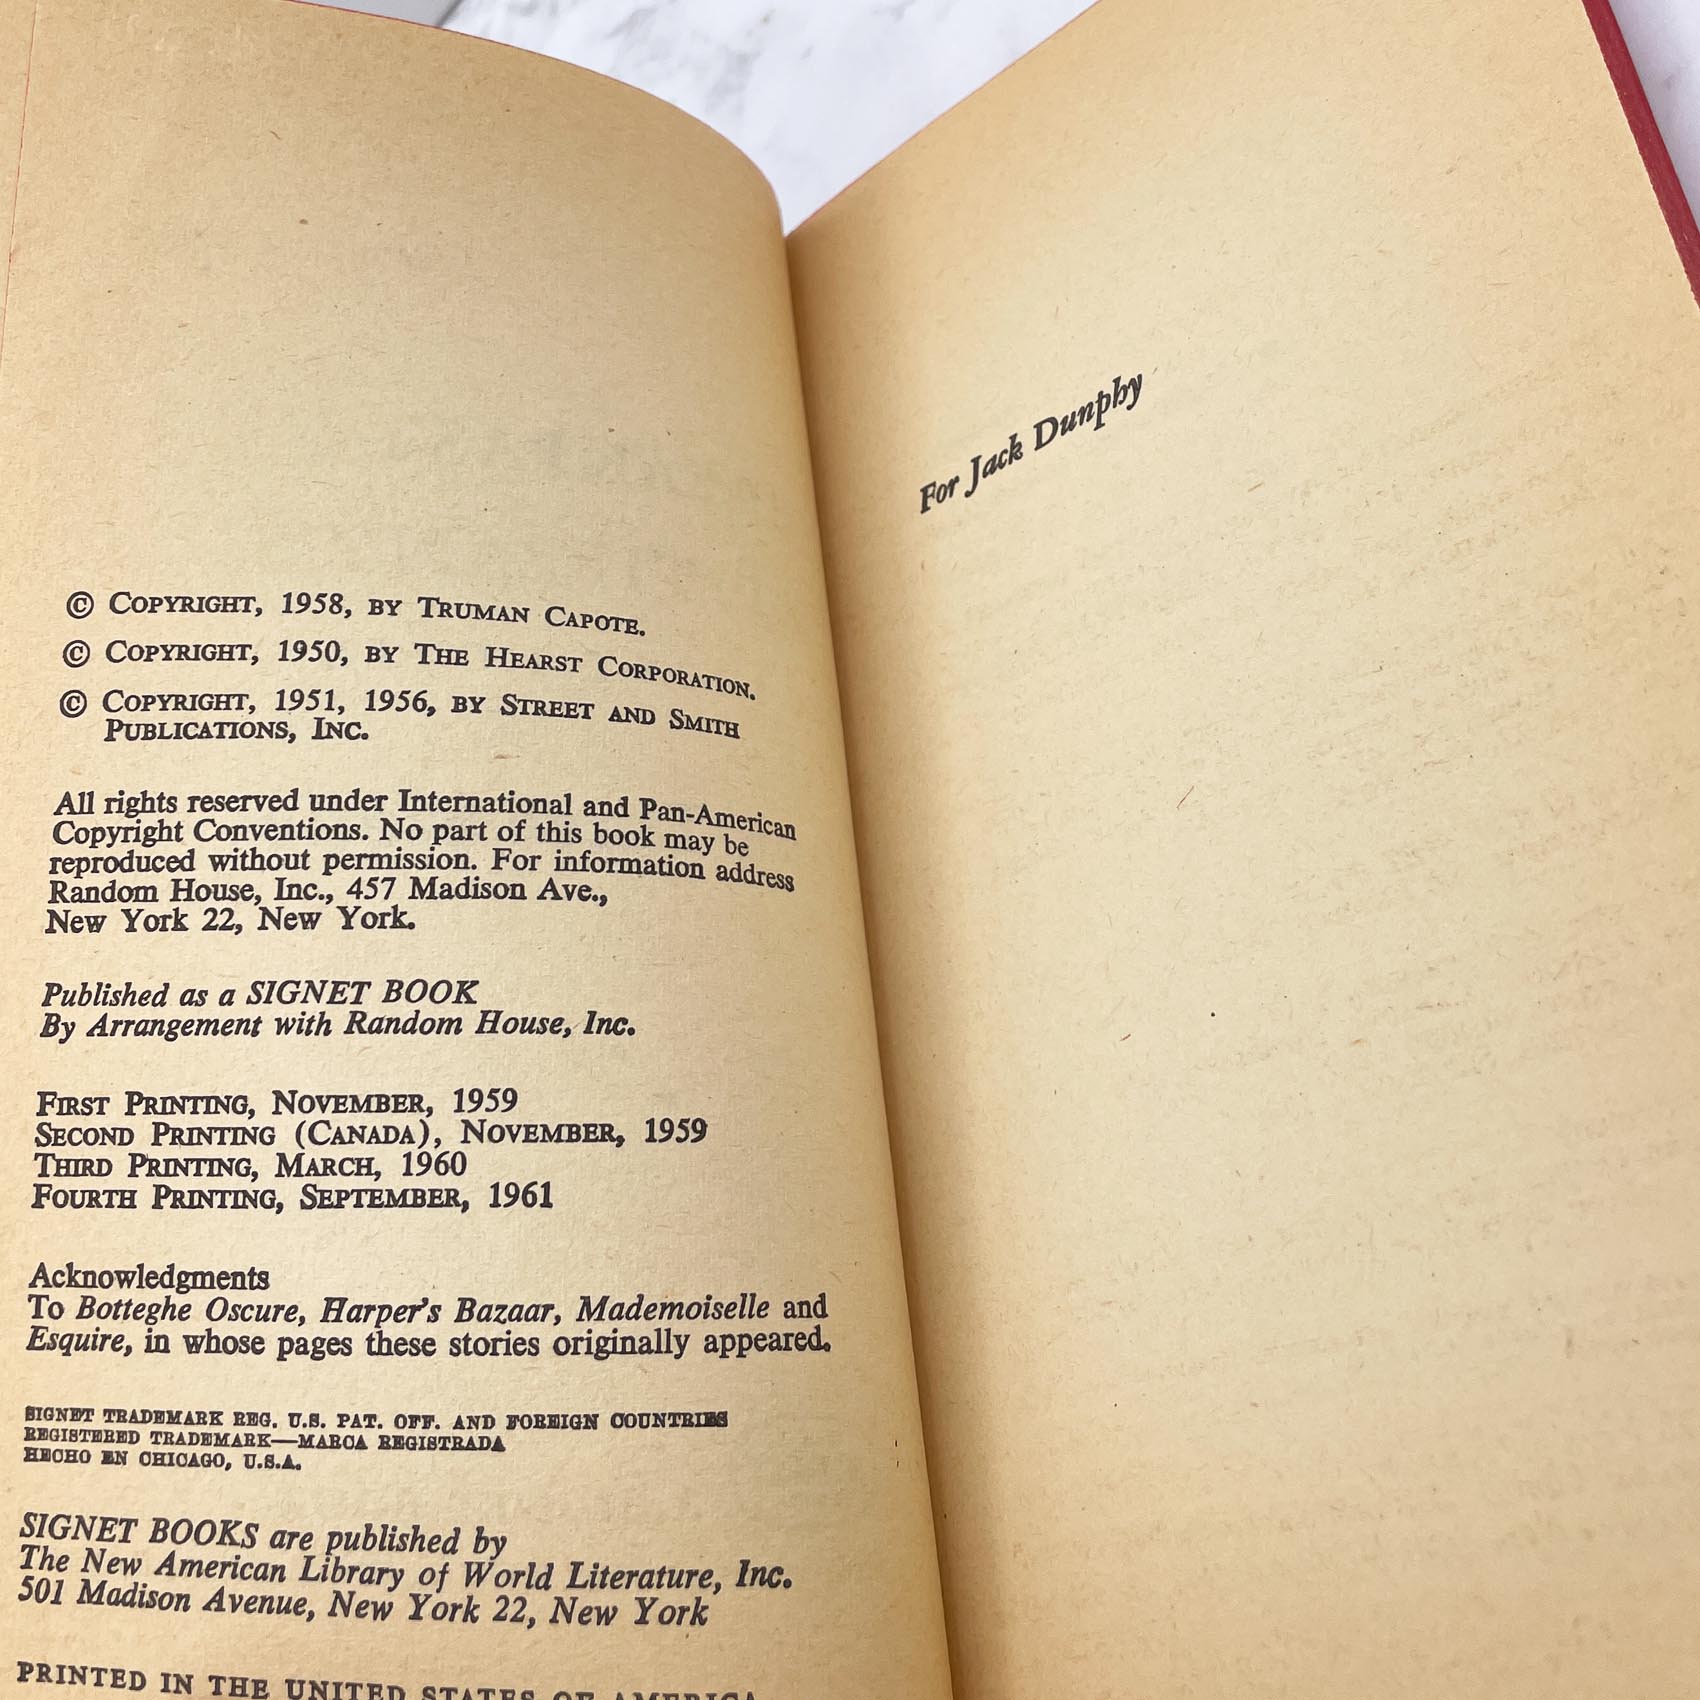 © Copyright, 1958, by Truman Capote.
© Copyright, 1950, by The Hearst Corporation.
© Copyright, 1951, 1956, by Street and Smith
Publications, Inc.
All rights reserved under International and Pan-American
Copyright Conventions. No part of this book may be
reproduced without permission. For information address
Random House, Inc., 457 Madison Ave.,
New York 22, New York.
Published as a SIGNET BOOK
By Arrangement with Random House, Inc.
First Printing, November, 1959
Second Printing (Canada), November, 1959
Third Printing, March, 1960
Fourth Printing, September, 1961
Acknowledgments
To Botteghe Oscure, Harper's Bazaar, Mademoiselle and
Esquire, in whose pages these stories originally appeared.
SIGNET TRADEMARK REG. U.S. PAT. OFF. AND FOREIGN COUNTRIES
REGISTERED TRADEMARK—MARCA REGISTRADA
HECHO EN CHICAGO, U.S.A.
SIGNET BOOKS are published by
The New American Library of World Literature, Inc.
501 Madison Avenue, New York 22, New York
PRINTED IN THE UNITED STATES OF AMERICA
For Jack Dunphy